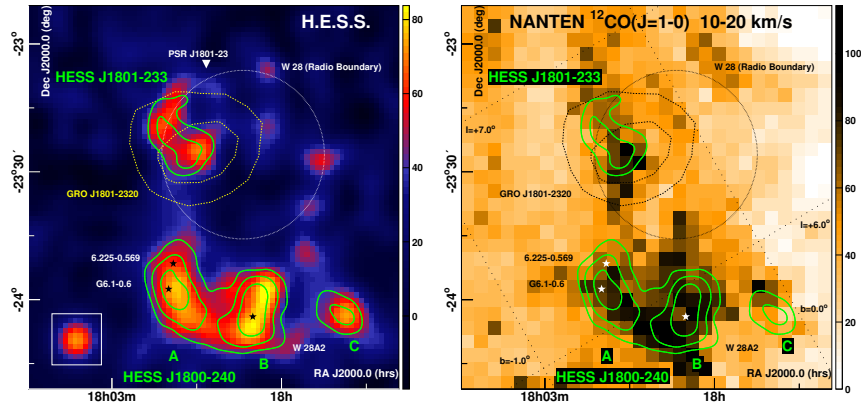 H.E.S.S.
PSR J1801-23
W 28 (Radio Boundary)
HESS J1801-233
Dec J2000.0 (deg)
-23°
-23°30´
-24°
GRO J1801-2320
6.225-0.569
G6.1-0.6
W 28A2
A
B
C
HESS J1800-240
RA J2000.0 (hrs)
18h03m
18h
80
60
40
20
0
NANTEN ¹²CO(J=1-0) 10-20 km/s
W 28 (Radio Boundary)
HESS J1801-233
Dec J2000.0 (deg)
-23°
-23°30´
-24°
l=+7.0°
GRO J1801-2320
l=+6.0°
6.225-0.569
G6.1-0.6
b=0.0°
b=-1.0°
W 28A2
A
B
C
HESS J1800-240
RA J2000.0 (hrs)
18h03m
18h
100
80
60
40
20
0